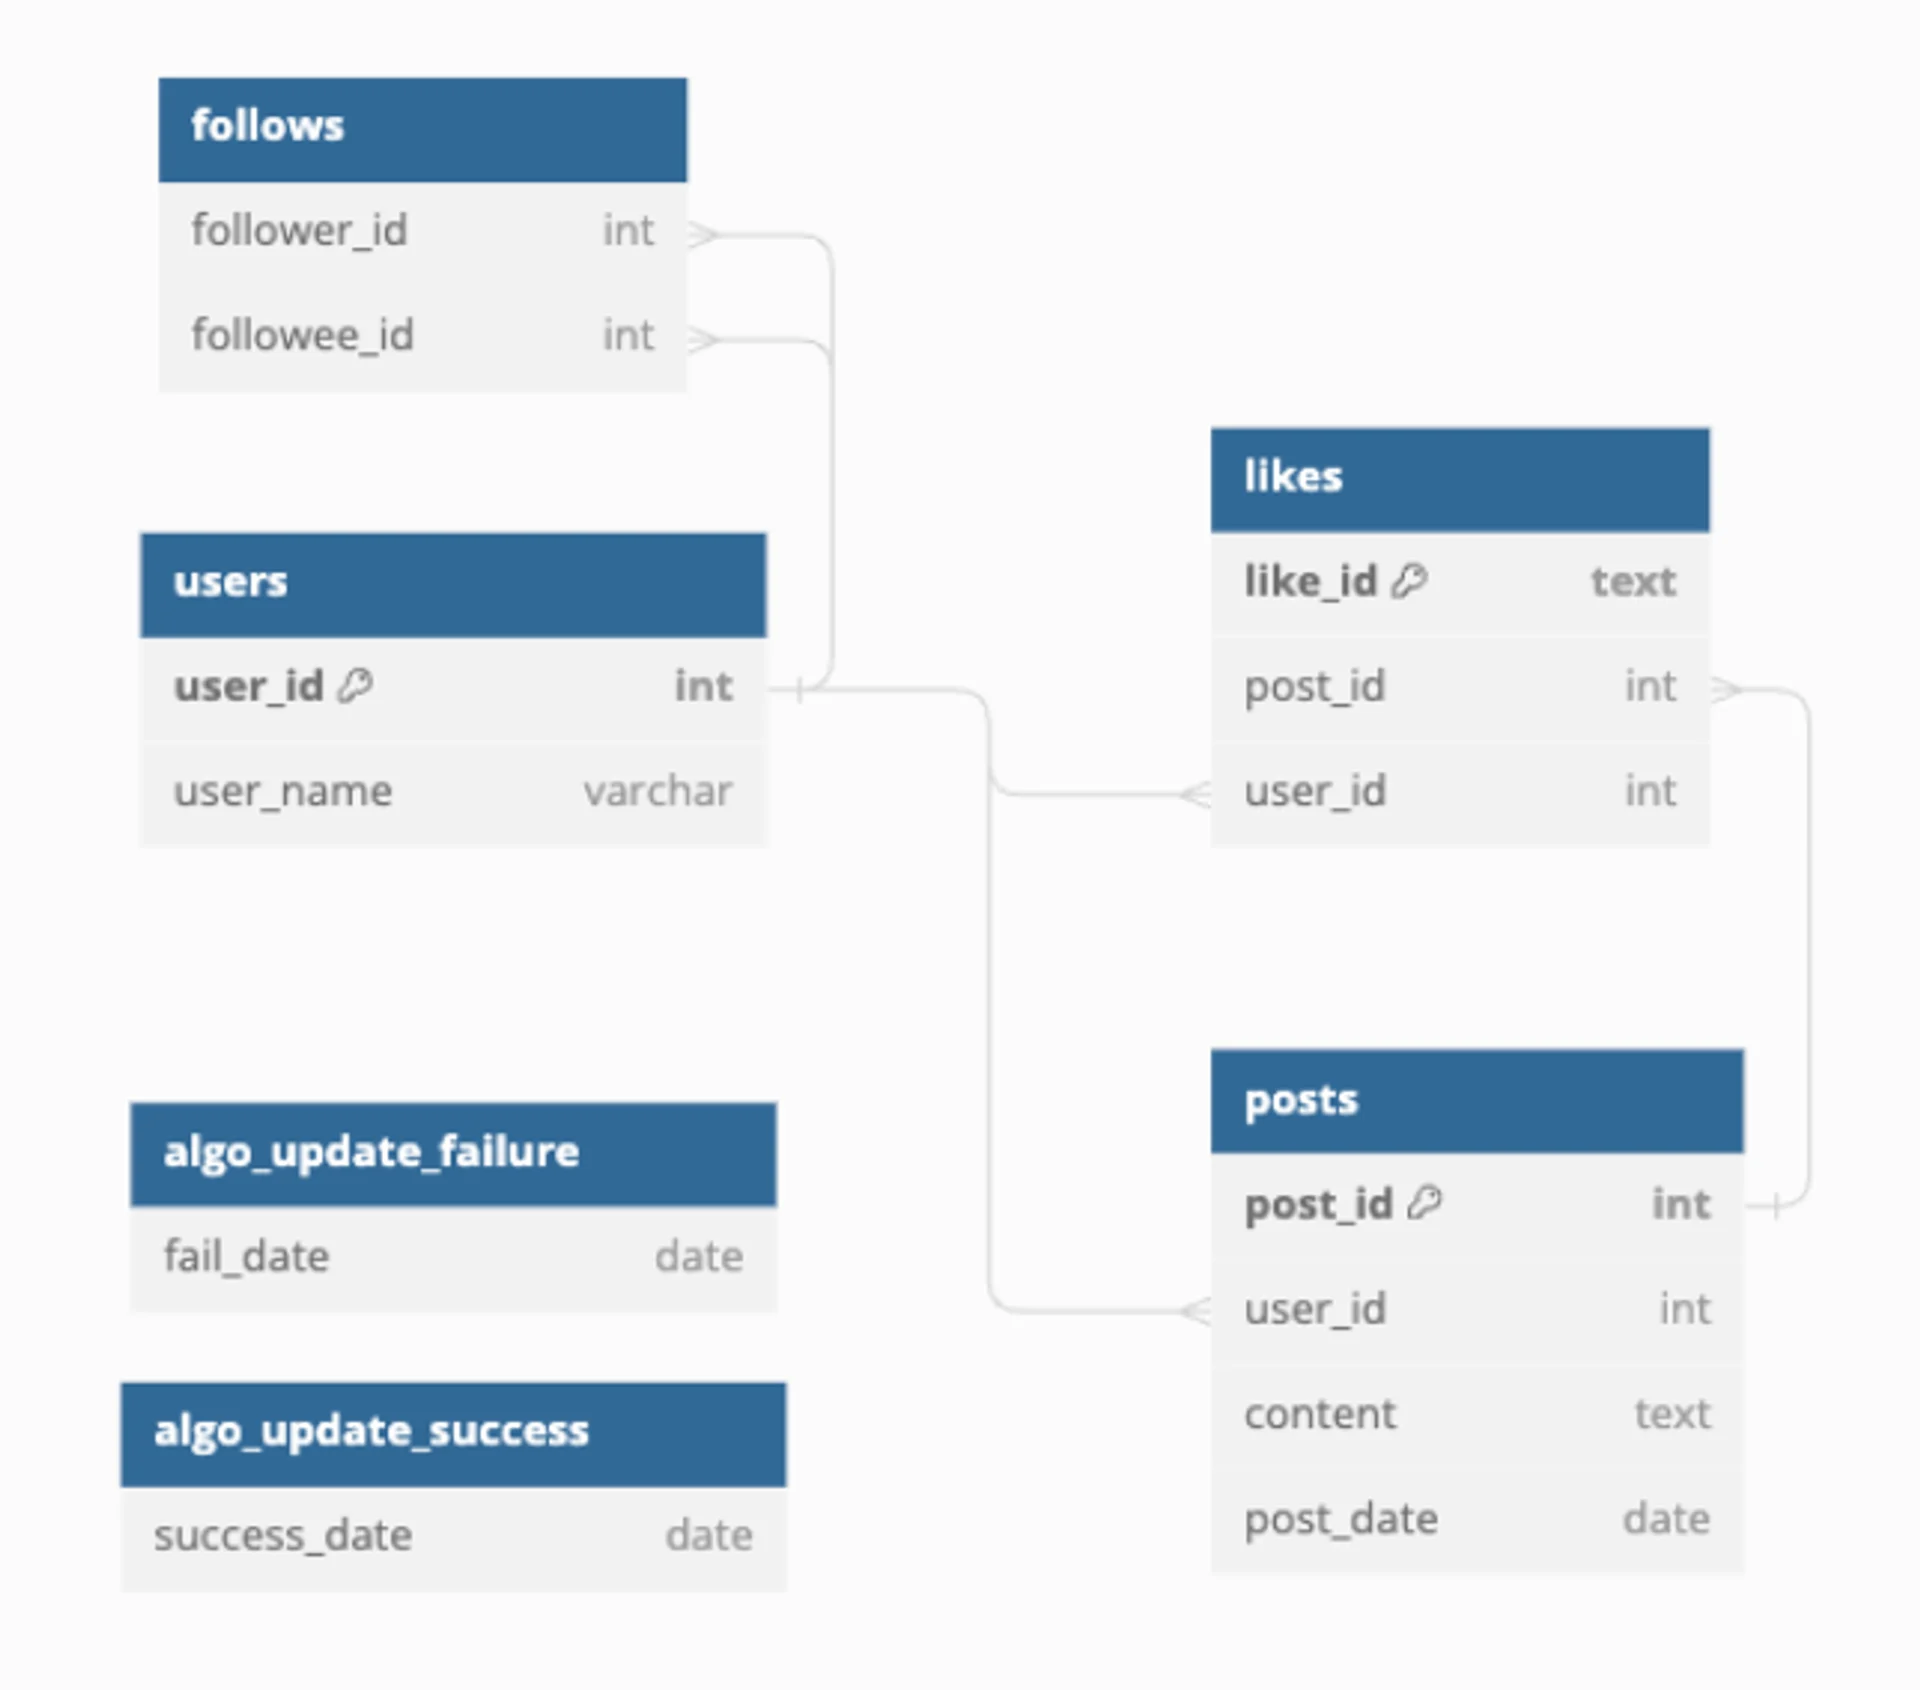 follows
follower_id int
followee_id int
users
user_id int
user_name varchar
likes
like_id text
post_id int
user_id int
algo_update_failure
fail_date date
algo_update_success
success_date date
posts
post_id int
user_id int
content text
post_date date